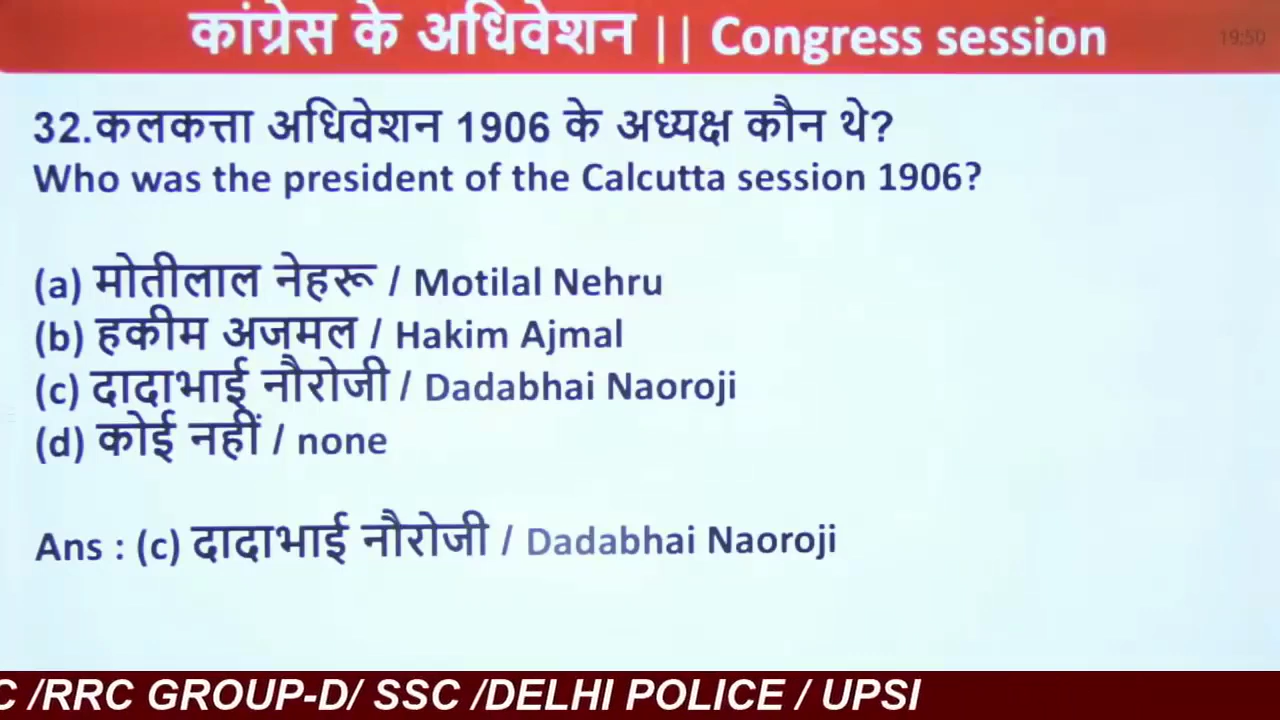 कांग्रेस के अधिवेशन || Congress session
19:50
32.कलकत्ता अधिवेशन 1906 के अध्यक्ष कौन थे?
Who was the president of the Calcutta session 1906?
(a) मोतीलाल नेहरू / Motilal Nehru
(b) हकीम अजमल / Hakim Ajmal
(c) दादाभाई नौरोजी / Dadabhai Naoroji
(d) कोई नहीं / none
Ans : (c) दादाभाई नौरोजी / Dadabhai Naoroji
C /RRC GROUP-D/ SSC /DELHI POLICE / UPSI